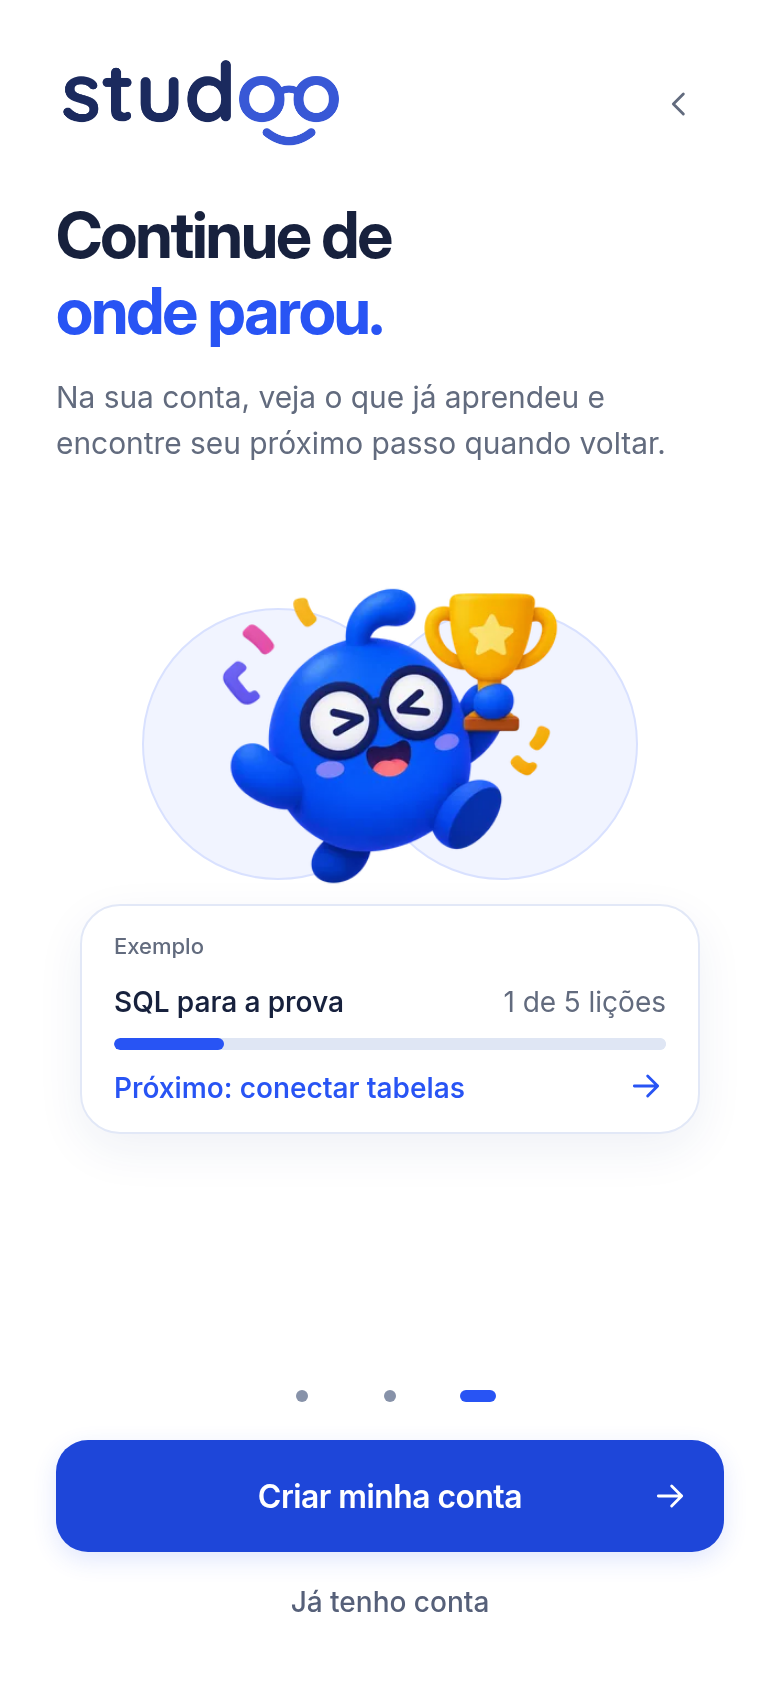 studoo
Continue de
onde parou.
Na sua conta, veja o que já aprendeu e
encontre seu próximo passo quando voltar.
Exemplo
SQL para a prova
1 de 5 lições
Próximo: conectar tabelas
Criar minha conta
Já tenho conta